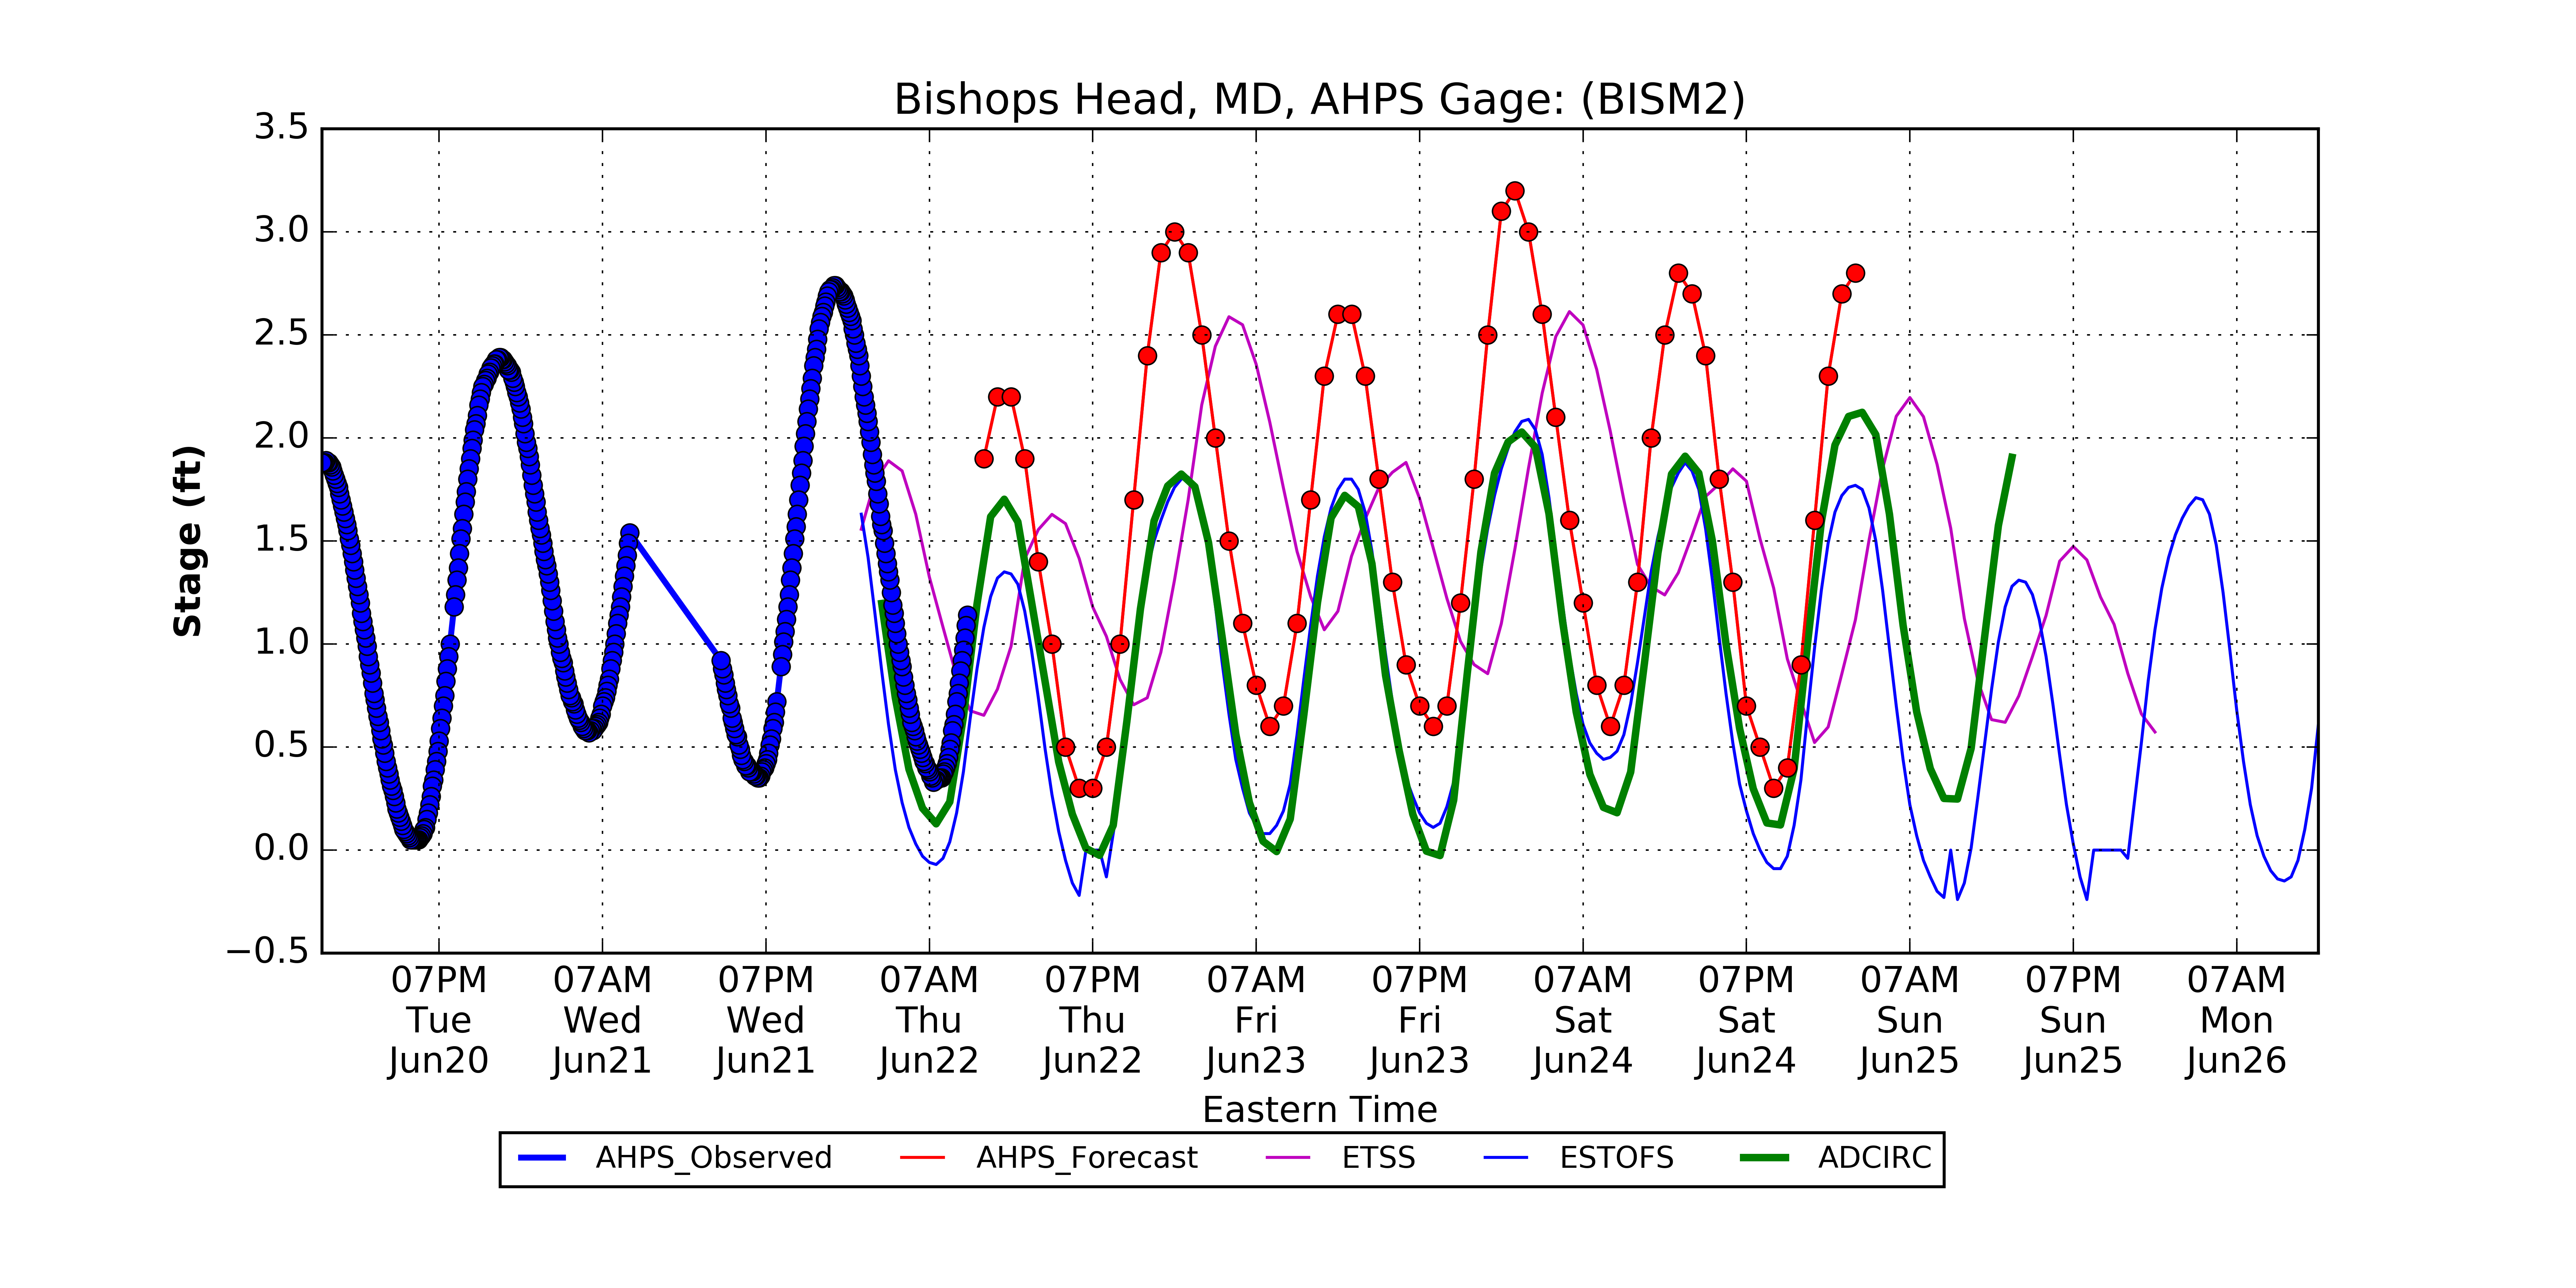 Bishops Head, MD, AHPS Gage: (BISM2)
3.5
3.0
2.5
2.0
1.5
1.0
0.5
0.0
−0.5
Stage (ft)
07PM 07AM 07PM 07AM 07PM 07AM 07PM 07AM 07PM 07AM 07PM 07AM
Tue Wed Wed Thu Thu Fri Fri Sat Sat Sun Sun Mon
Jun20 Jun21 Jun21 Jun22 Jun22 Jun23 Jun23 Jun24 Jun24 Jun25 Jun25 Jun26
Eastern Time
AHPS_Observed AHPS_Forecast ETSS ESTOFS ADCIRC